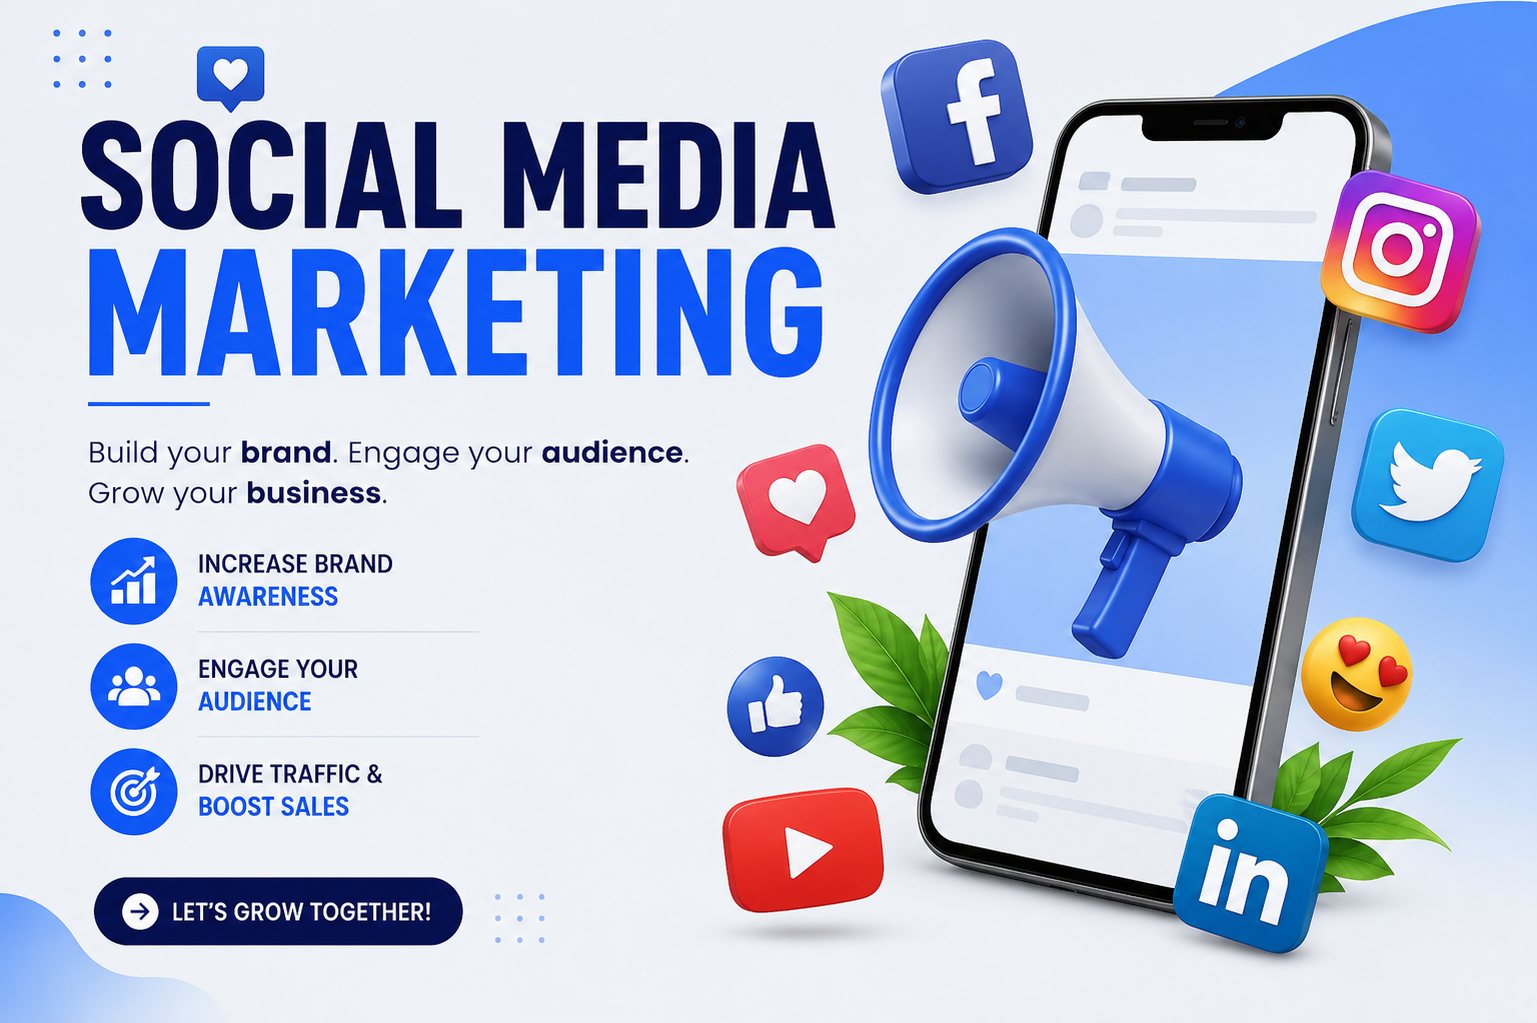 SOCIAL MEDIA
MARKETING
Build your brand. Engage your audience.
Grow your business.
INCREASE BRAND
AWARENESS
ENGAGE YOUR
AUDIENCE
DRIVE TRAFFIC &
BOOST SALES
LET'S GROW TOGETHER!
f
in